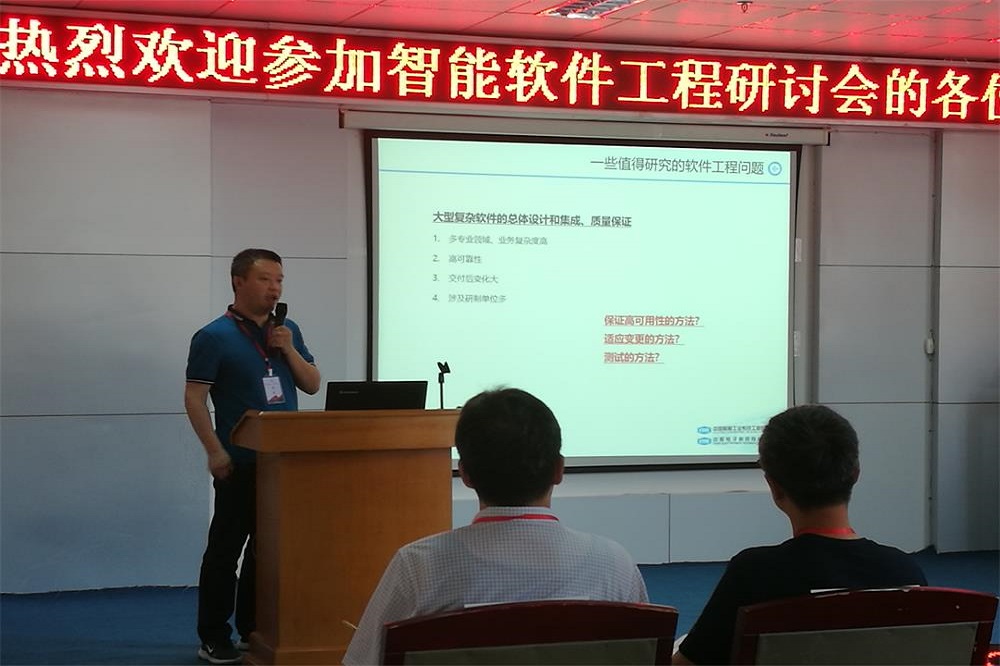 热烈欢迎参加智能软件工程研讨会的各位
一些值得研究的软件工程问题
大型复杂软件的总体设计和集成、质量保证
1. 多专业领域、业务复杂度高
2. 高可靠性
3. 交付后变化大
4. 涉及研制单位多
保证高可用性的方法?
适应变更的方法?
测试的方法?